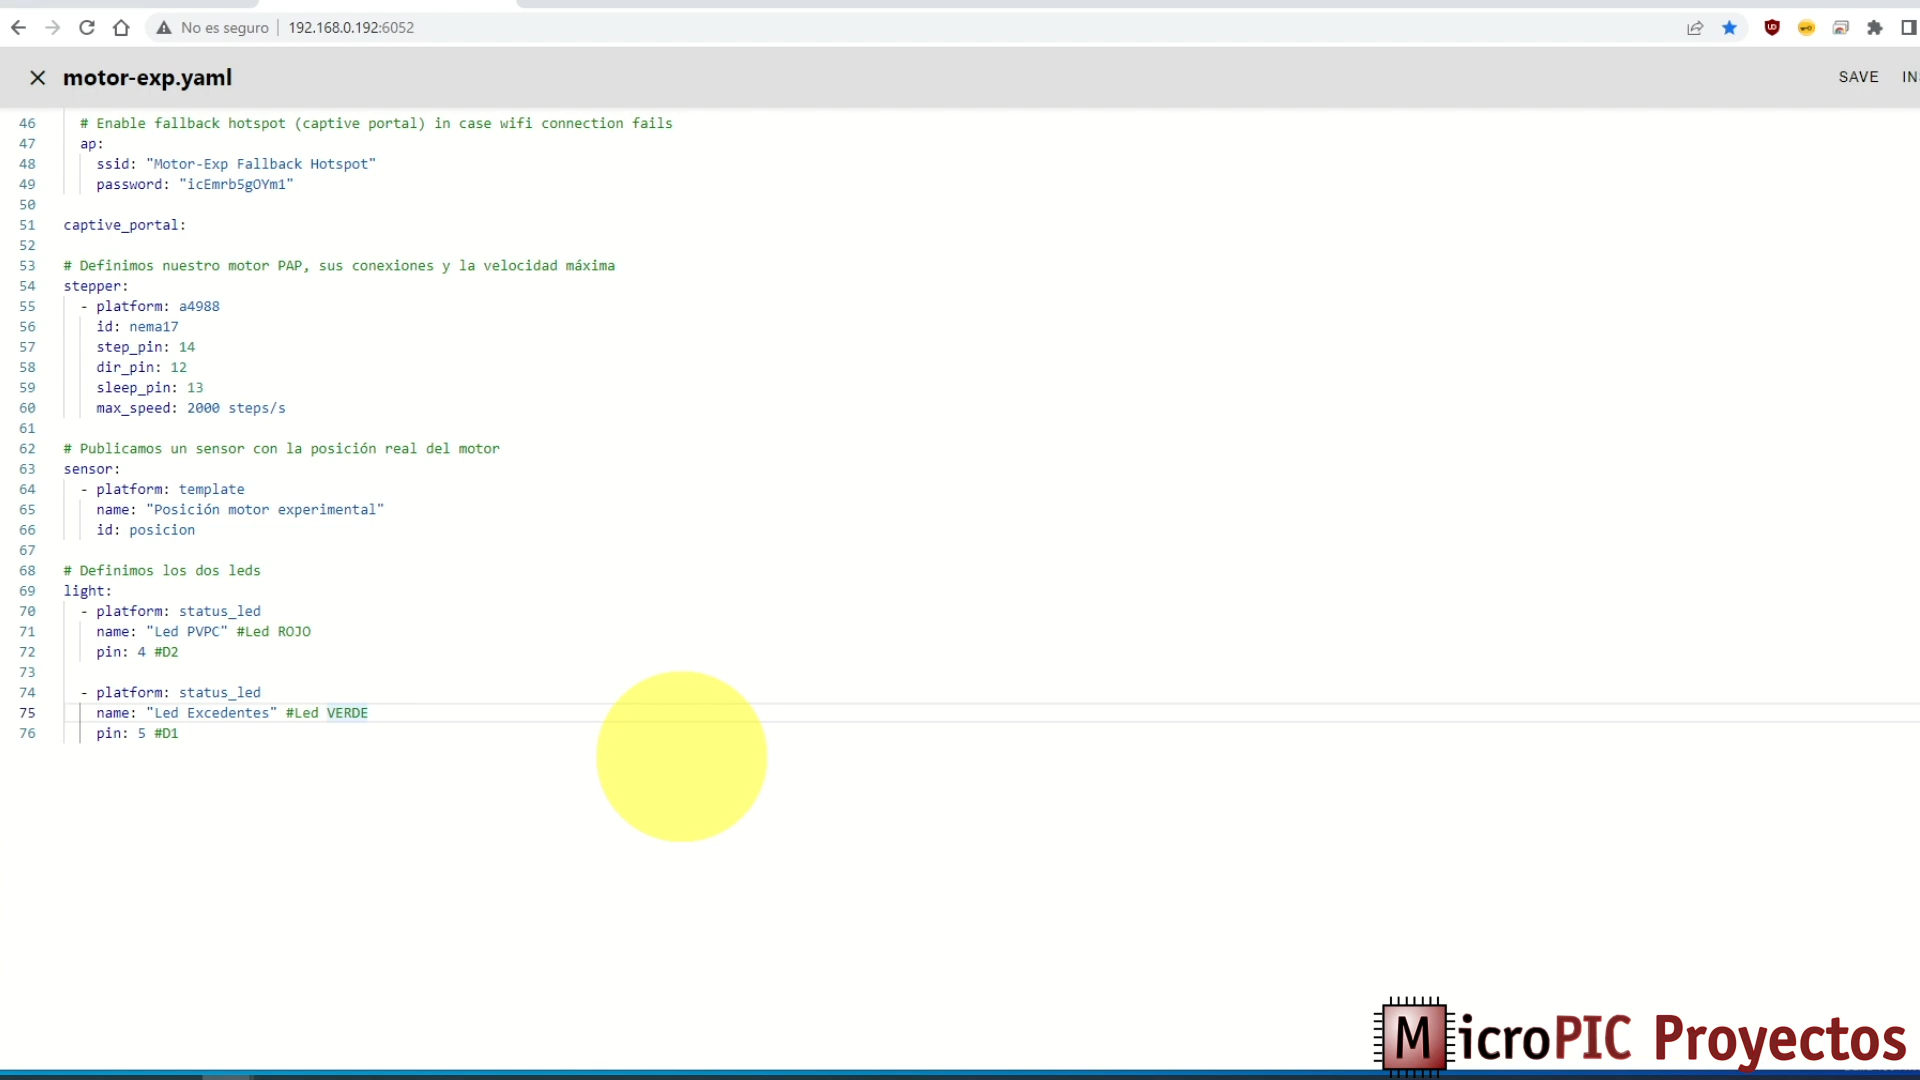 No es seguro 192.168.0.192:6052
motor-exp.yaml
SAVE IN
46 # Enable fallback hotspot (captive portal) in case wifi connection fails
47 ap:
48 ssid: "Motor-Exp Fallback Hotspot"
49 password: "icEmrb5gOYm1"
50
51 captive_portal:
52
53 # Definimos nuestro motor PAP, sus conexiones y la velocidad máxima
54 stepper:
55 - platform: a4988
56 id: nema17
57 step_pin: 14
58 dir_pin: 12
59 sleep_pin: 13
60 max_speed: 2000 steps/s
61
62 # Publicamos un sensor con la posición real del motor
63 sensor:
64 - platform: template
65 name: "Posición motor experimental"
66 id: posicion
67
68 # Definimos los dos leds
69 light:
70 - platform: status_led
71 name: "Led PVPC" #Led ROJO
72 pin: 4 #D2
73
74 - platform: status_led
75 name: "Led Excedentes" #Led VERDE
76 pin: 5 #D1
MicroPIC Proyectos